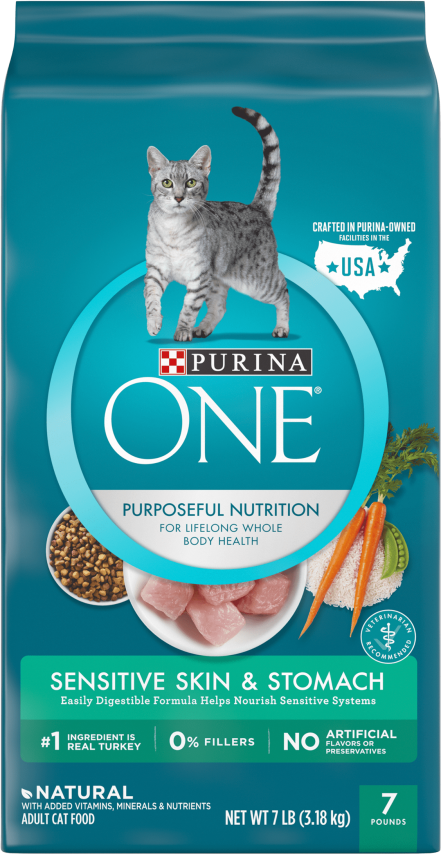 CRAFTED IN PURINA-OWNED
FACILITIES IN THE
USA
PURINA
ONE®
PURPOSEFUL NUTRITION
FOR LIFELONG WHOLE
BODY HEALTH
VETERINARIAN
RECOMMENDED
SENSITIVE SKIN & STOMACH
Easily Digestible Formula Helps Nourish Sensitive Systems
#1 INGREDIENT IS
REAL TURKEY
0% FILLERS
NO ARTIFICIAL
FLAVORS OR
PRESERVATIVES
NATURAL
WITH ADDED VITAMINS, MINERALS & NUTRIENTS
ADULT CAT FOOD
NET WT 7 LB (3.18 kg)
7
POUNDS